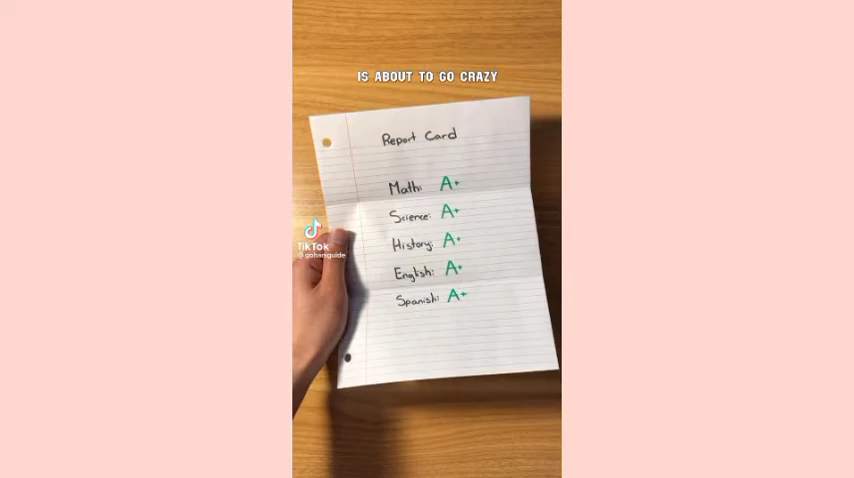 IS ABOUT TO GO CRAZY
Report Card
Math: A+
Science: A+
History: A+
English: A+
Spanish: A+
TikTok
@gohansguide